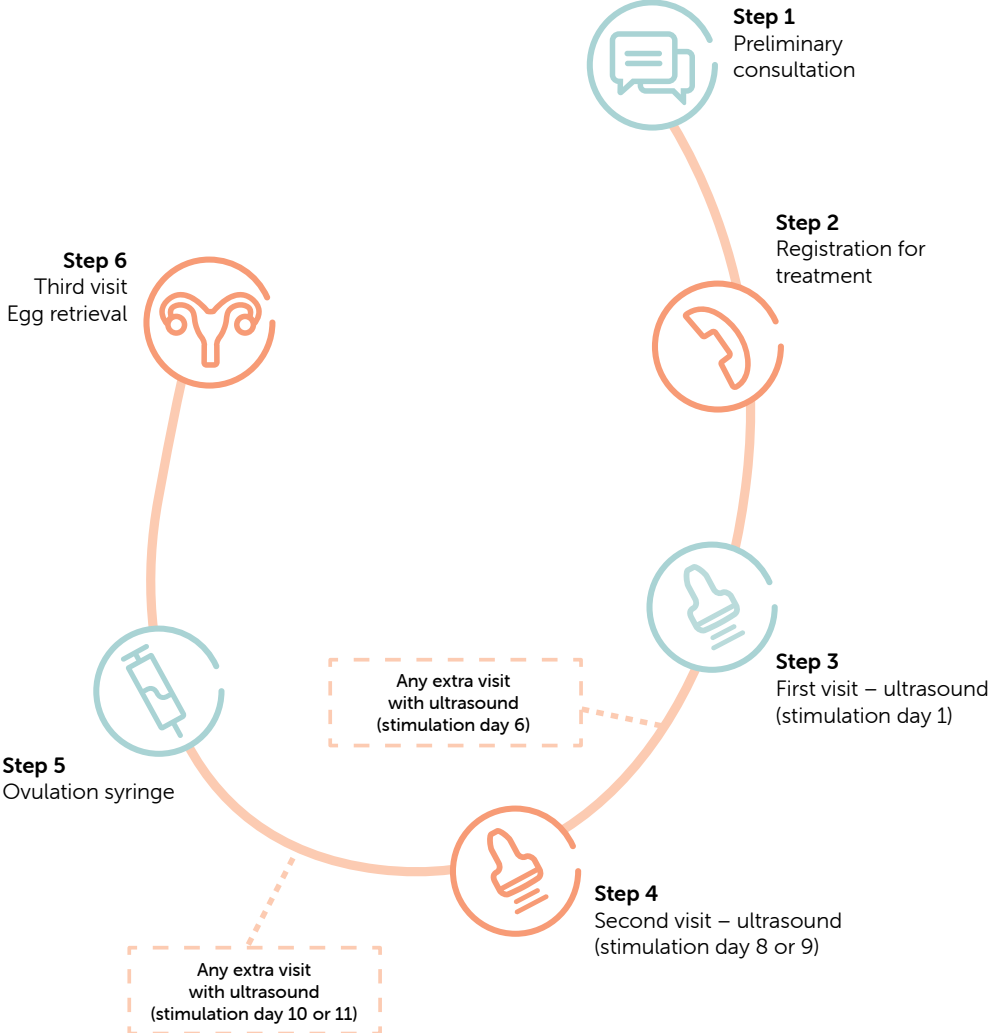 Step 1
Preliminary
consultation
Step 2
Registration for
treatment
Step 3
First visit – ultrasound
(stimulation day 1)
Any extra visit
with ultrasound
(stimulation day 6)
Step 4
Second visit – ultrasound
(stimulation day 8 or 9)
Any extra visit
with ultrasound
(stimulation day 10 or 11)
Step 5
Ovulation syringe
Step 6
Third visit
Egg retrieval